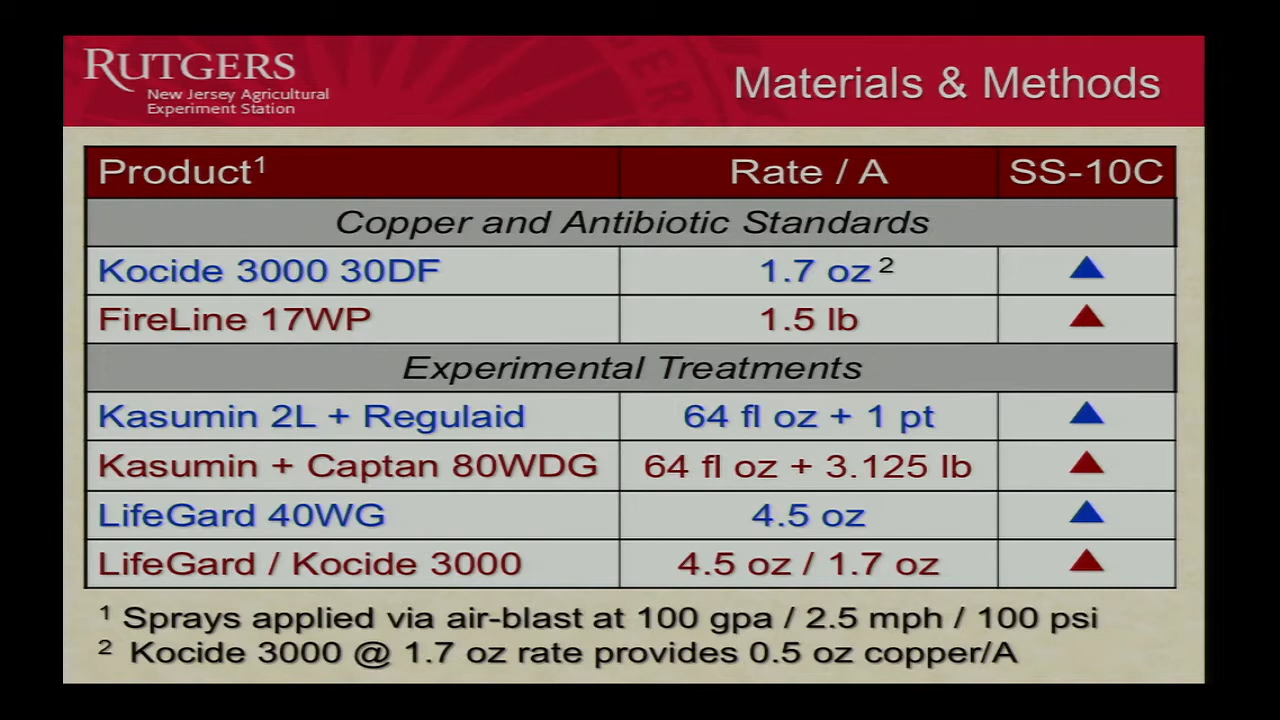 RUTGERS
New Jersey Agricultural
Experiment Station
Materials & Methods
Product¹ Rate / A SS-10C
Copper and Antibiotic Standards
Kocide 3000 30DF 1.7 oz ² ▲
FireLine 17WP 1.5 lb ▲
Experimental Treatments
Kasumin 2L + Regulaid 64 fl oz + 1 pt ▲
Kasumin + Captan 80WDG 64 fl oz + 3.125 lb ▲
LifeGard 40WG 4.5 oz ▲
LifeGard / Kocide 3000 4.5 oz / 1.7 oz ▲
¹ Sprays applied via air-blast at 100 gpa / 2.5 mph / 100 psi
² Kocide 3000 @ 1.7 oz rate provides 0.5 oz copper/A